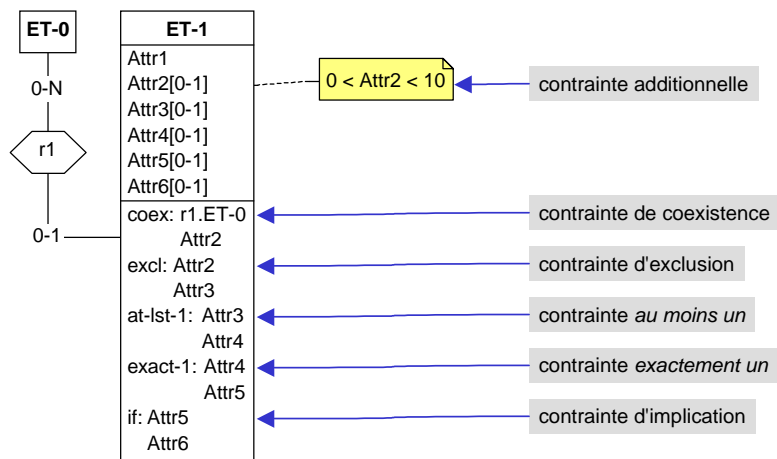 ET-0
ET-1
Attr1
Attr2[0-1]
Attr3[0-1]
Attr4[0-1]
Attr5[0-1]
Attr6[0-1]
0 < Attr2 < 10
contrainte additionnelle
0-N
r1
0-1
coex: r1.ET-0
Attr2
contrainte de coexistence
excl: Attr2
Attr3
contrainte d'exclusion
at-lst-1: Attr3
Attr4
contrainte au moins un
exact-1: Attr4
Attr5
contrainte exactement un
if: Attr5
Attr6
contrainte d'implication